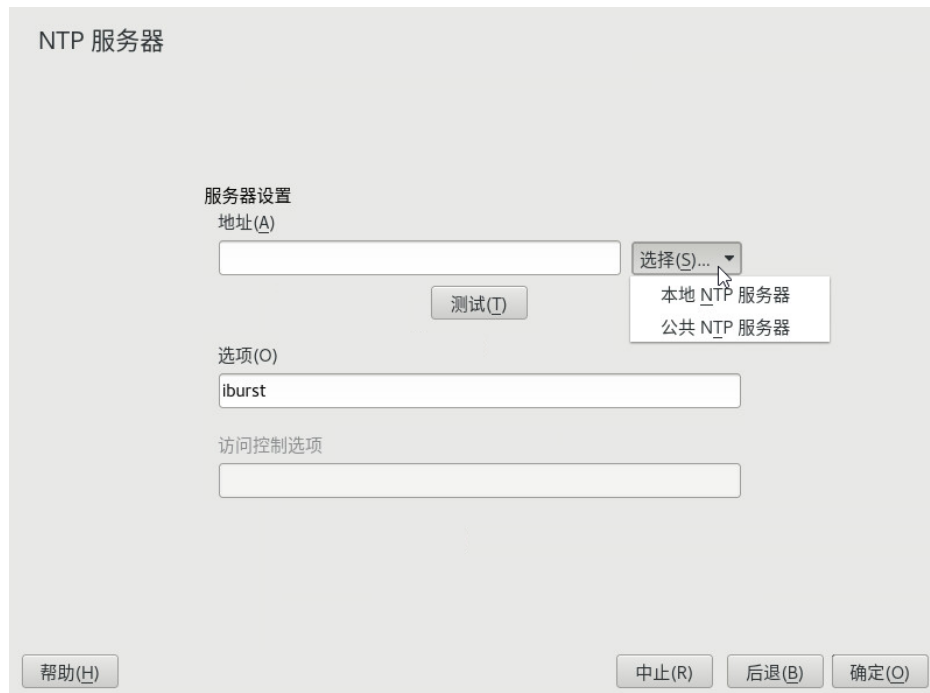 NTP 服务器
服务器设置
地址(A)
选择(S)...
测试(T)
本地 NTP 服务器
公共 NTP 服务器
选项(O)
iburst
访问控制选项
帮助(H)
中止(R)
后退(B)
确定(O)